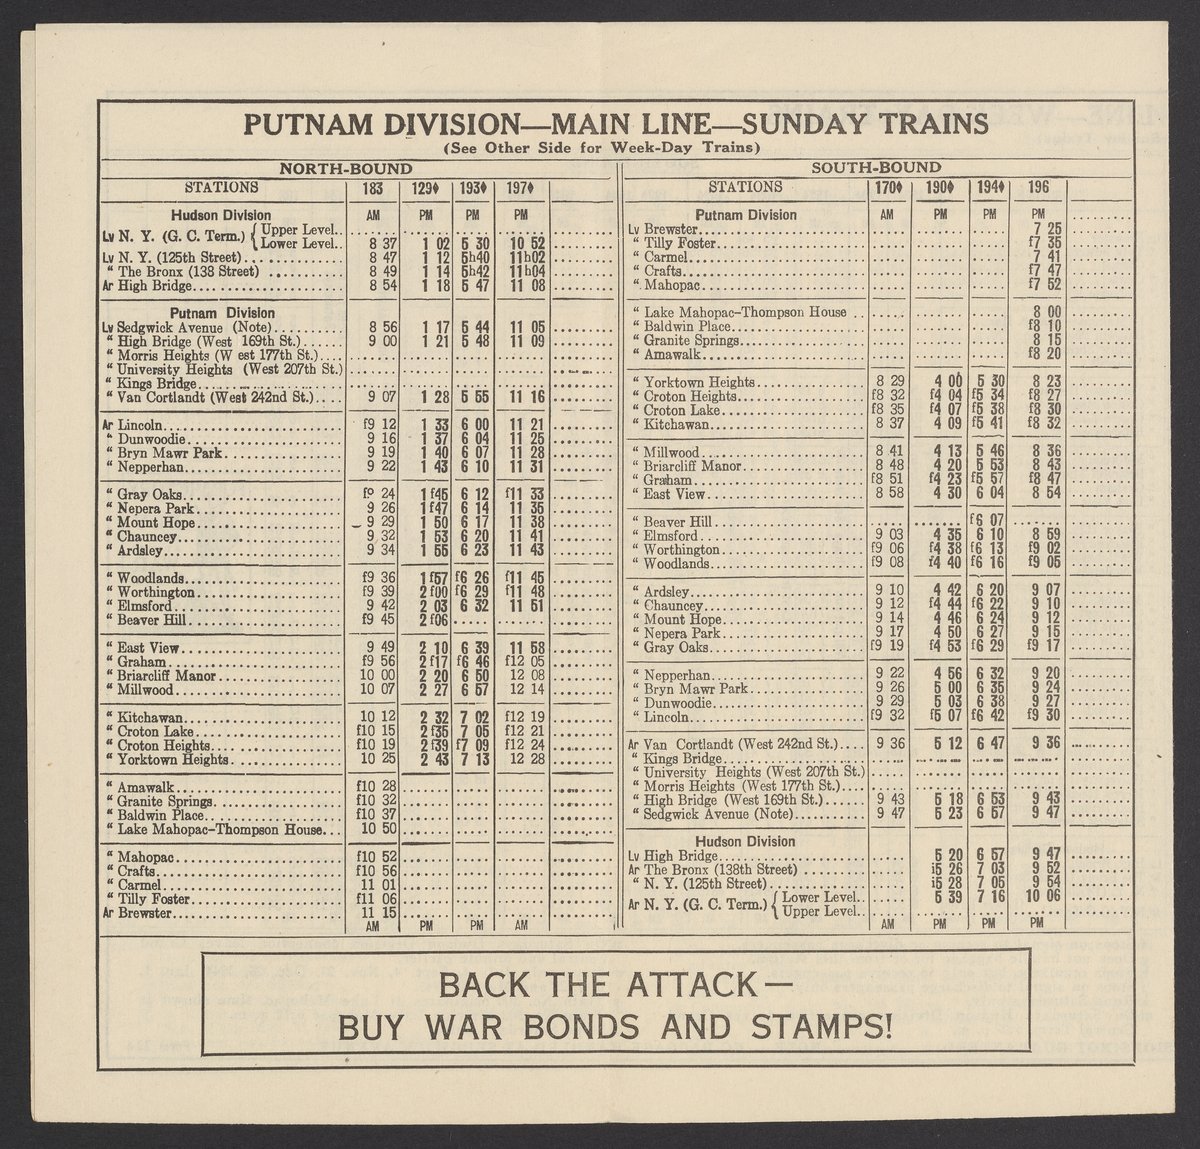 PUTNAM DIVISION—MAIN LINE—SUNDAY TRAINS
(See Other Side for Week-Day Trains)
NORTH-BOUND
STATIONS 183 129♦ 193♦ 197♦
Hudson Division AM PM PM PM
Lv N. Y. (G. C. Term.) { Upper Level..
Lower Level.. 8 37 1 02 5 30 10 52
Lv N. Y. (125th Street) 8 47 1 12 5h40 11h02
" The Bronx (138 Street) 8 49 1 14 5h42 11h04
Ar High Bridge 8 54 1 18 5 47 11 08
Putnam Division
Lv Sedgwick Avenue (Note) 8 56 1 17 5 44 11 05
" High Bridge (West 169th St.) 9 00 1 21 5 48 11 09
" Morris Heights (W est 177th St.)
" University Heights (West 207th St.)
" Kings Bridge
" Van Cortlandt (West 242nd St.) 9 07 1 28 5 55 11 16
Ar Lincoln f9 12 1 33 6 00 11 21
" Dunwoodie 9 16 1 37 6 04 11 25
" Bryn Mawr Park 9 19 1 40 6 07 11 28
" Nepperhan 9 22 1 43 6 10 11 31
" Gray Oaks 24 1f45 6 12 f11 33
" Nepera Park 9 26 1f47 6 14 11 35
" Mount Hope 9 29 1 50 6 17 11 38
" Chauncey 9 32 1 53 6 20 11 41
" Ardsley 9 34 1 55 6 23 11 43
" Woodlands f9 36 1f57 f6 26 f11 45
" Worthington f9 39 2f00 f6 29 f11 48
" Elmsford 9 42 2 03 6 32 11 51
" Beaver Hill f9 45 2f06
" East View 9 49 2 10 6 39 11 58
" Graham f9 56 2f17 f6 46 f12 05
" Briarcliff Manor 10 00 2 20 6 50 12 08
" Millwood 10 07 2 27 6 57 12 14
" Kitchawan 10 12 2 32 7 02 f12 19
" Croton Lake f10 15 2f35 7 05 f12 21
" Croton Heights f10 19 2f39 f7 09 f12 24
" Yorktown Heights 10 25 2 43 7 13 12 28
" Amawalk f10 28
" Granite Springs f10 32
" Baldwin Place f10 37
" Lake Mahopac-Thompson House 10 50
" Mahopac f10 52
" Crafts f10 56
" Carmel 11 01
" Tilly Foster f11 06
Ar Brewster 11 15
AM PM PM AM
SOUTH-BOUND
STATIONS 170♦ 190♦ 194♦ 196
Putnam Division AM PM PM PM
Lv Brewster 7 25
" Tilly Foster f7 35
" Carmel 7 41
" Crafts f7 47
" Mahopac f7 52
" Lake Mahopac-Thompson House 8 00
" Baldwin Place f8 10
" Granite Springs 8 15
" Amawalk f8 20
" Yorktown Heights 8 29 4 00 5 30 8 23
" Croton Heights f8 32 f4 04 f5 34 f8 27
" Croton Lake f8 35 f4 07 f5 38 f8 30
" Kitchawan 8 37 4 09 f5 41 f8 32
" Millwood 8 41 4 13 5 46 8 36
" Briarcliff Manor 8 48 4 20 5 53 8 43
" Graham f8 51 f4 23 f5 57 f8 47
" East View 8 58 4 30 6 04 8 54
" Beaver Hill f6 07
" Elmsford 9 03 4 35 6 10 8 59
" Worthington f9 06 f4 38 f6 13 f9 02
" Woodlands f9 08 f4 40 f6 16 f9 05
" Ardsley 9 10 4 42 6 20 9 07
" Chauncey 9 12 f4 44 f6 22 9 10
" Mount Hope 9 14 4 46 6 24 9 12
" Nepera Park 9 17 4 50 6 27 9 15
" Gray Oaks f9 19 f4 53 f6 29 f9 17
" Nepperhan 9 22 4 56 6 32 9 20
" Bryn Mawr Park 9 26 5 00 6 35 9 24
" Dunwoodie 9 29 5 03 6 38 9 27
" Lincoln f9 32 f5 07 f6 42 f9 30
Ar Van Cortlandt (West 242nd St.) 9 36 5 12 6 47 9 36
" Kings Bridge
" University Heights (West 207th St.)
" Morris Heights (West 177th St.)
" High Bridge (West 169th St.) 9 43 5 18 6 53 9 43
" Sedgwick Avenue (Note) 9 47 5 23 6 57 9 47
Hudson Division
Lv High Bridge 5 20 6 57 9 47
Ar The Bronx (138th Street) i5 26 7 03 9 52
" N. Y. (125th Street) i5 28 7 05 9 54
Ar N. Y. (G. C. Term.) { Lower Level.. 5 39 7 16 10 06
Upper Level..
AM PM PM PM
BACK THE ATTACK—
BUY WAR BONDS AND STAMPS!